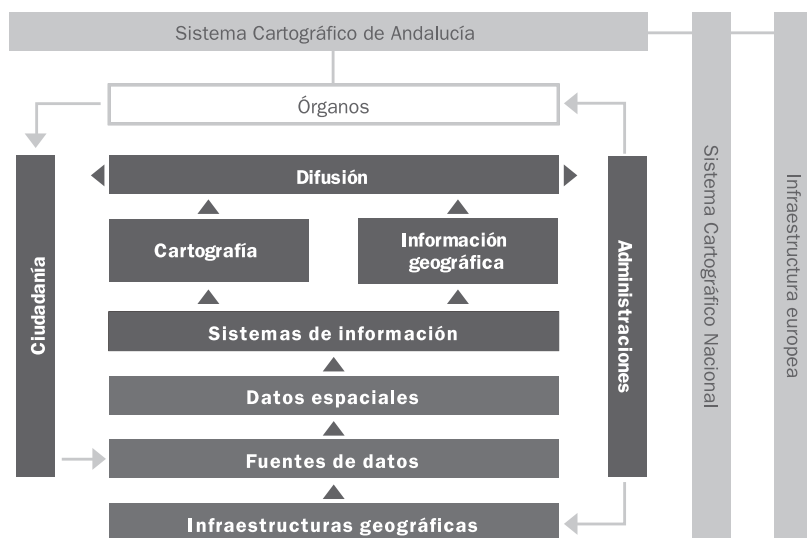 Sistema Cartográfico de Andalucía
Órganos
Difusión
Cartografía
Información
geográfica
Sistemas de información
Datos espaciales
Fuentes de datos
Infraestructuras geográficas
Ciudadanía
Administraciones
Sistema Cartográfico Nacional
Infraestructura europea